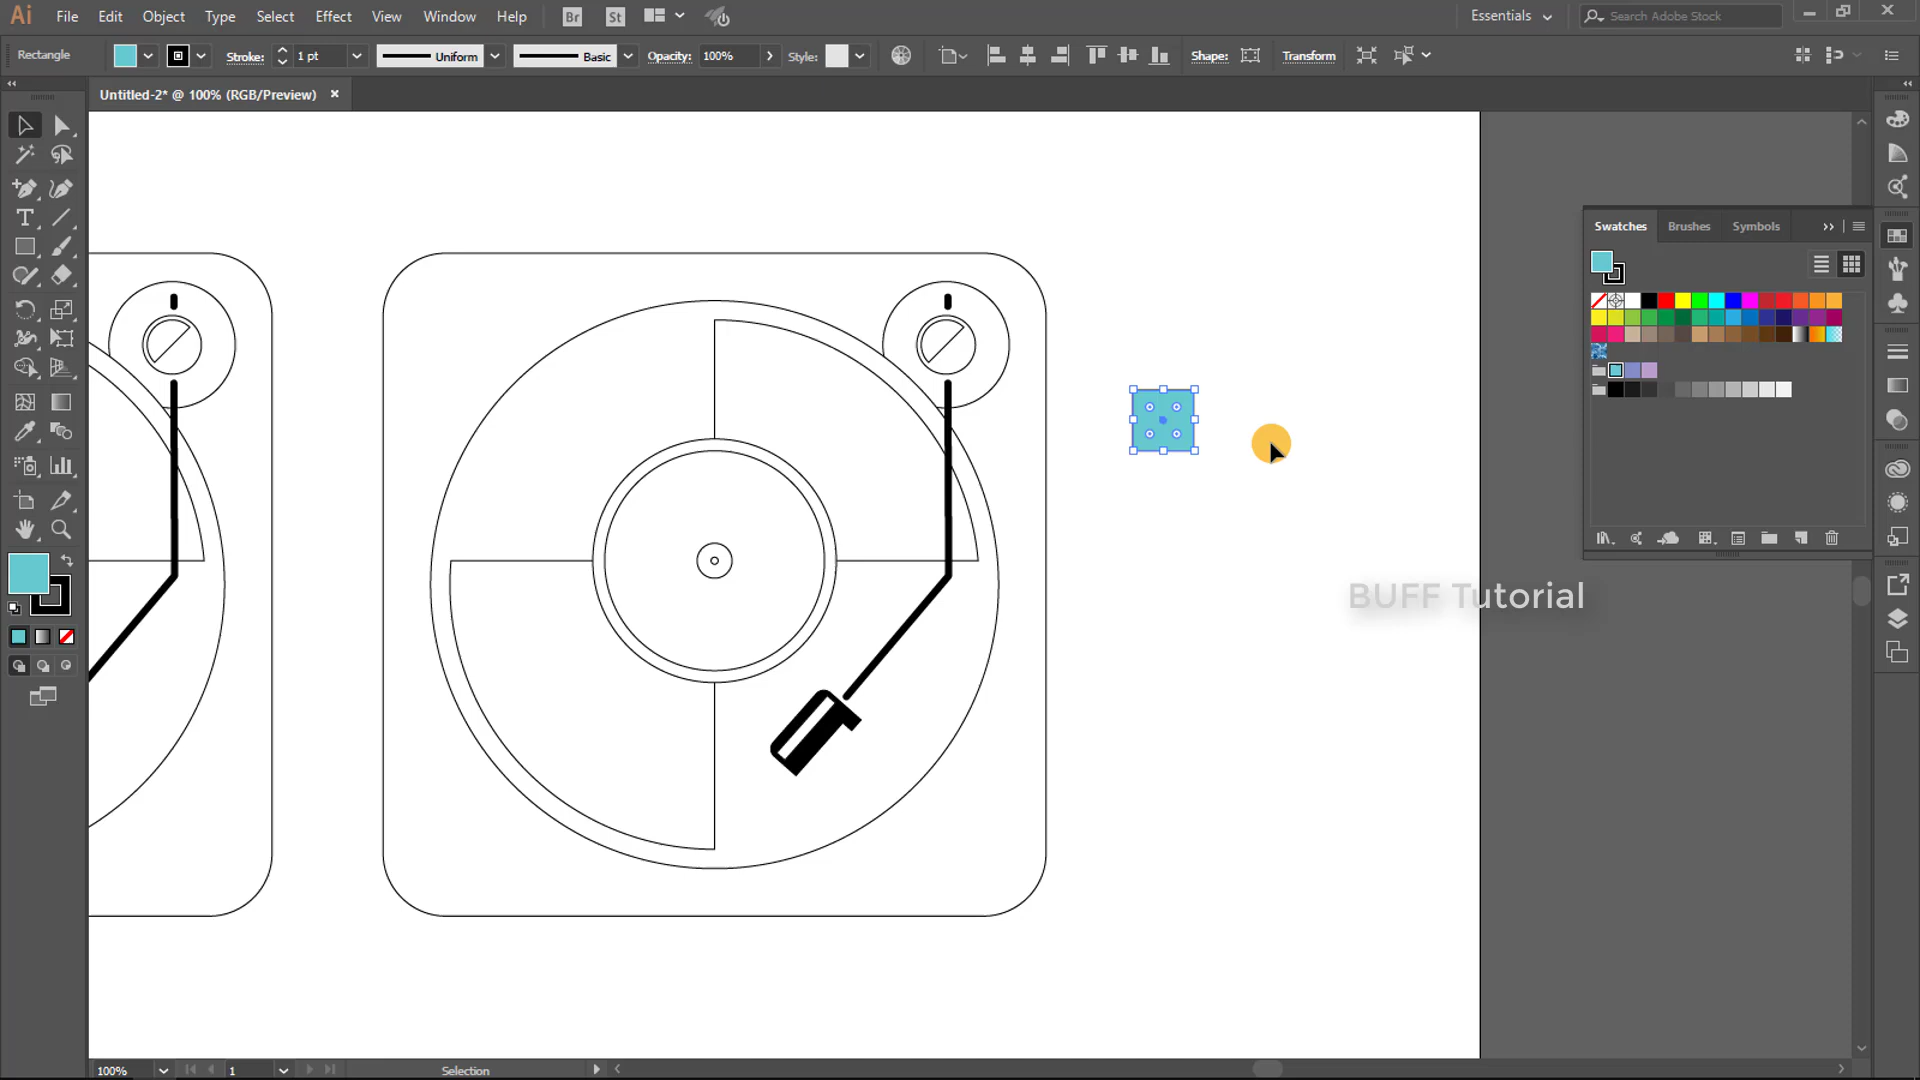 Ai File Edit Object Type Select Effect View Window Help Br St Essentials Search Adobe Stock
Rectangle Stroke: 1 pt Uniform Basic Opacity: 100% Style: Shape: Transform
Untitled-2* @ 100% (RGB/Preview)
Swatches Brushes Symbols
BUFF Tutorial
100% 1 Selection